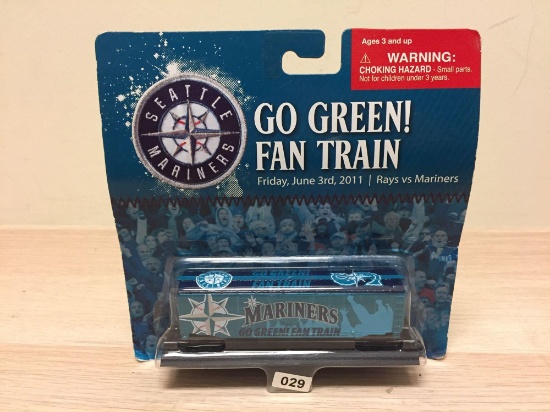 Ages 3 and up
WARNING:
CHOKING HAZARD - Small parts.
Not for children under 3 years.
SEATTLE
MARINERS
GO GREEN!
FAN TRAIN
Friday, June 3rd, 2011 | Rays vs Mariners
GO GREEN!
FAN TRAIN
MARINERS
GO GREEN! FAN TRAIN
029